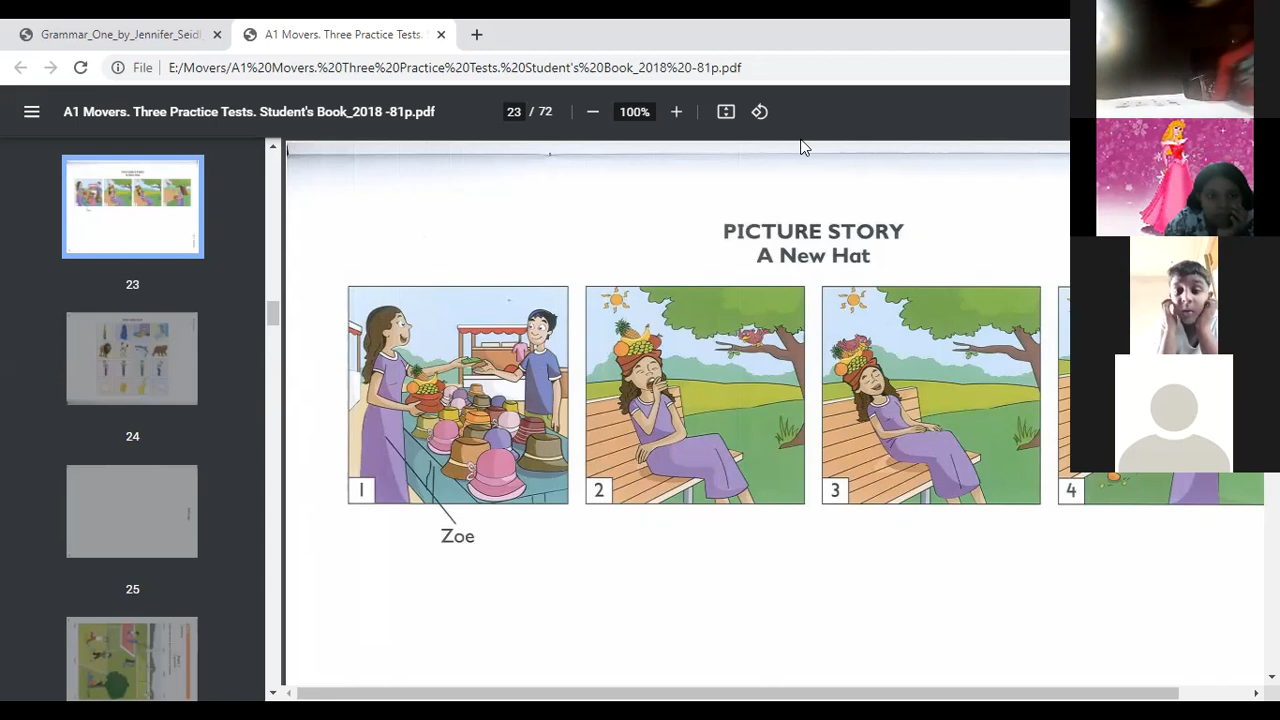 Grammar_One_by_Jennifer_Seidl
A1 Movers. Three Practice Tests.
File
E:/Movers/A1%20Movers.%20Three%20Practice%20Tests.%20Student's%20Book_2018%20-81p.pdf
A1 Movers. Three Practice Tests. Student's Book_2018 -81p.pdf
23 / 72
100%
23
24
25
PICTURE STORY
A New Hat
1
2
3
4
Zoe